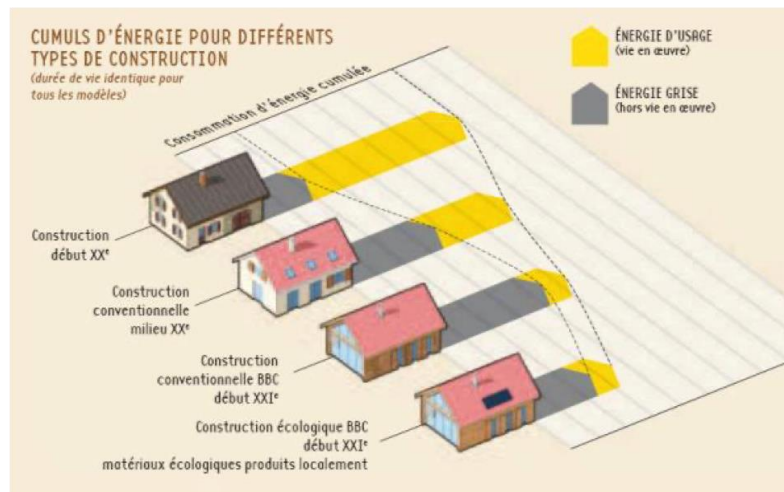 CUMULS D'ÉNERGIE POUR DIFFÉRENTS
TYPES DE CONSTRUCTION
(durée de vie identique pour
tous les modèles)
ÉNERGIE D'USAGE
(vie en œuvre)
ÉNERGIE GRISE
(hors vie en œuvre)
Consommation d'énergie cumulée
Construction
début XXᵉ
Construction
conventionnelle
milieu XXᵉ
Construction
conventionnelle BBC
début XXIᵉ
Construction écologique BBC
début XXIᵉ
matériaux écologiques produits localement